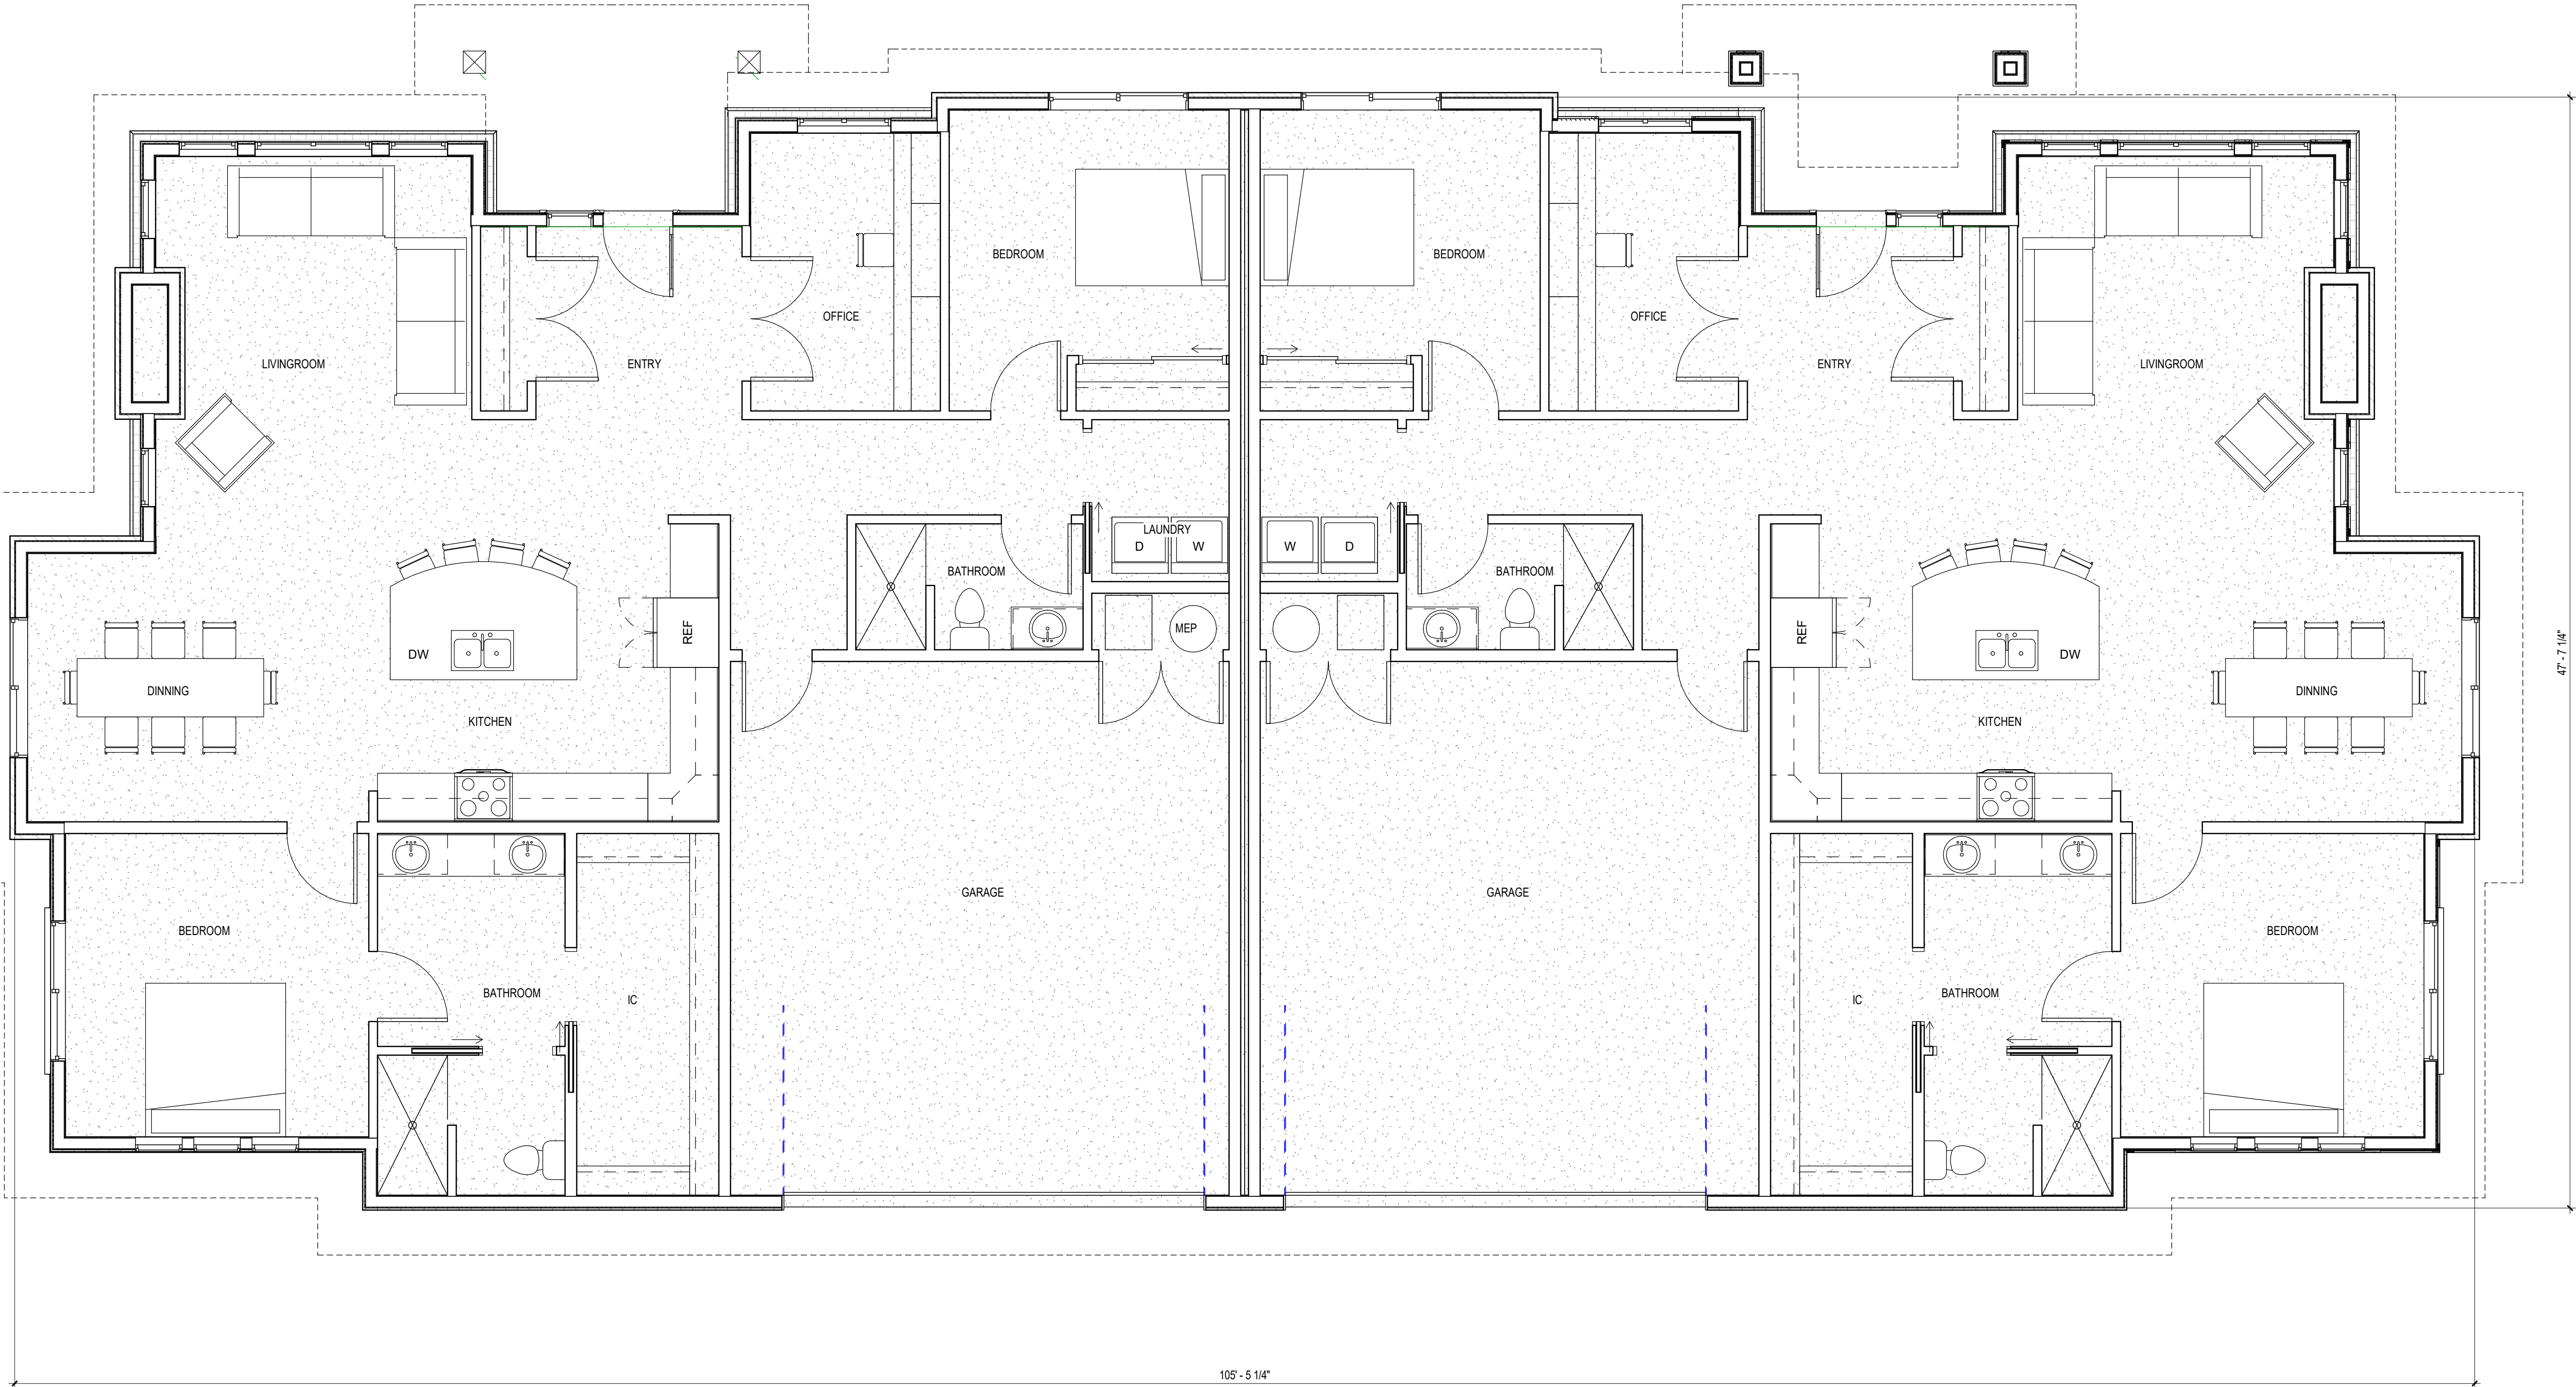 BEDROOM
BEDROOM
OFFICE
OFFICE
LIVINGROOM
ENTRY
ENTRY
LIVINGROOM
LAUNDRY
D
W
W
D
BATHROOM
BATHROOM
MEP
REF
REF
47' - 7 1/4"
DW
DW
DINNING
DINNING
KITCHEN
KITCHEN
GARAGE
GARAGE
BEDROOM
BEDROOM
BATHROOM
IC
IC
BATHROOM
105' - 5 1/4"